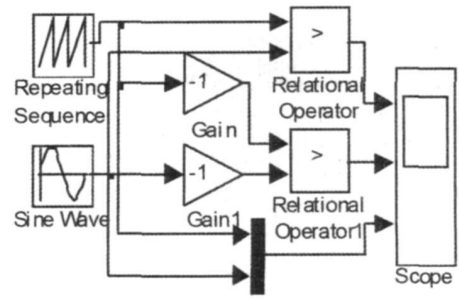 >
Repeating
Sequence
-1
Relational
Operator
Gain
>
Sine Wave
-1
Gain1
Relational
Operator1
Scope